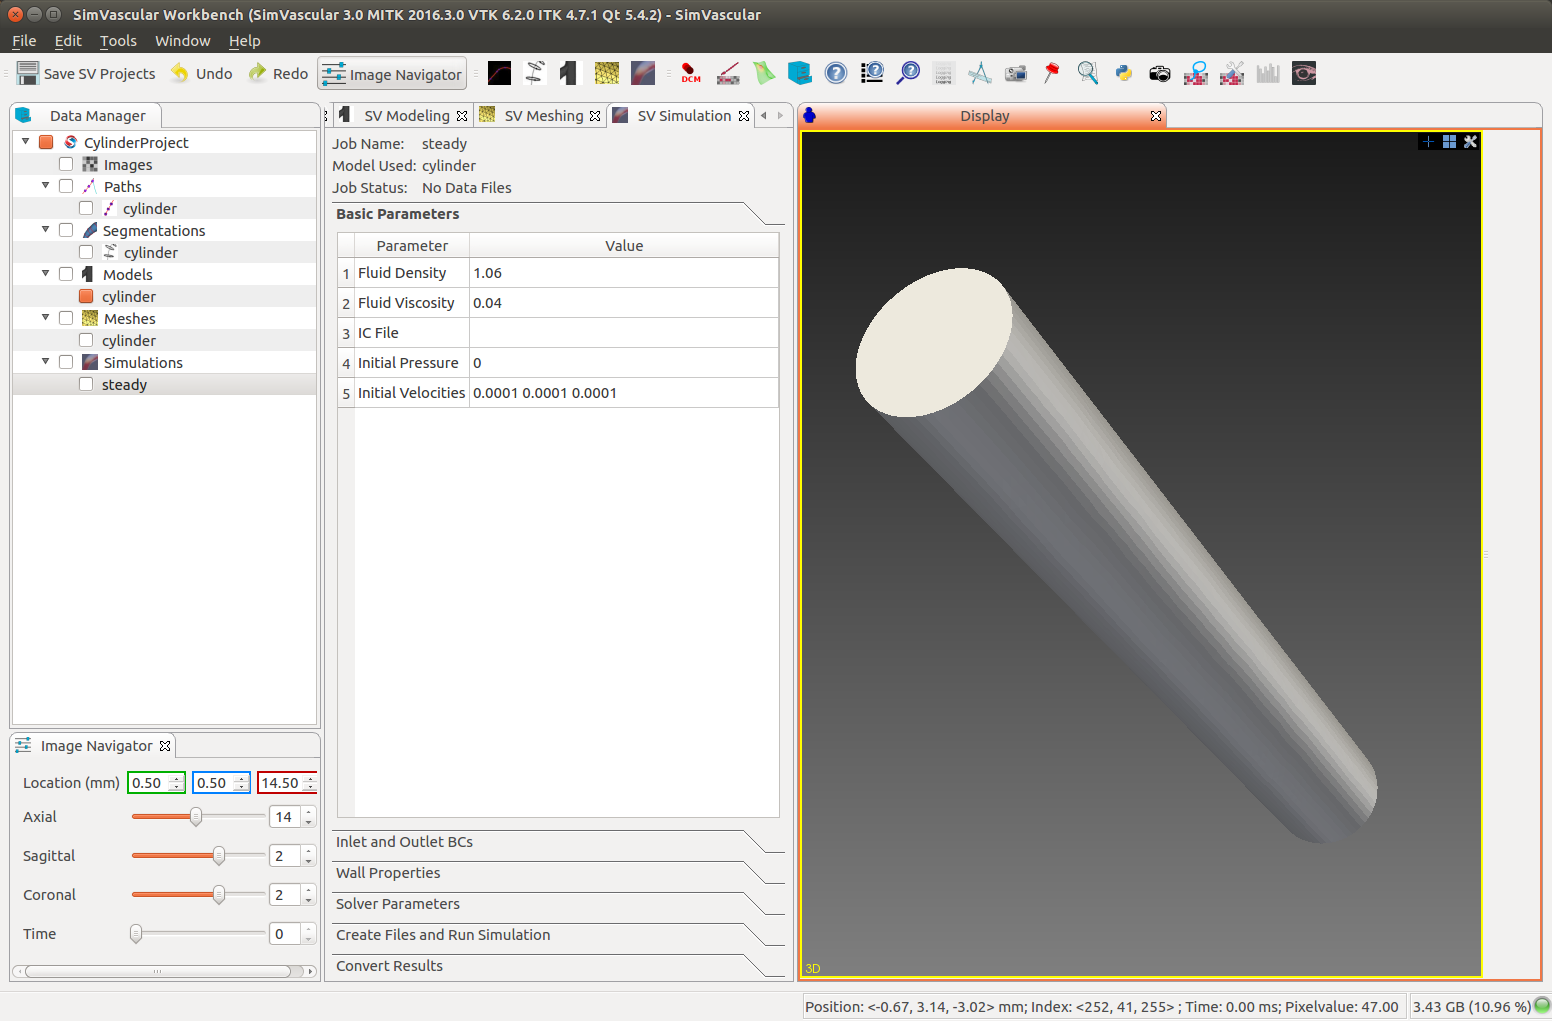 SimVascular Workbench (SimVascular 3.0 MITK 2016.3.0 VTK 6.2.0 ITK 4.7.1 Qt 5.4.2) - SimVascular
File Edit Tools Window Help
Save SV Projects Undo Redo Image Navigator DCM
Data Manager
CylinderProject
Images
Paths
cylinder
Segmentations
cylinder
Models
cylinder
Meshes
cylinder
Simulations
steady
Image Navigator
Location (mm) 0.50 0.50 14.50
Axial 14
Sagittal 2
Coronal 2
Time 0
SV Modeling SV Meshing SV Simulation
Job Name: steady
Model Used: cylinder
Job Status: No Data Files
Basic Parameters
Parameter Value
1 Fluid Density 1.06
2 Fluid Viscosity 0.04
3 IC File
4 Initial Pressure 0
5 Initial Velocities 0.0001 0.0001 0.0001
Inlet and Outlet BCs
Wall Properties
Solver Parameters
Create Files and Run Simulation
Convert Results
Display
3D
Position: <-0.67, 3.14, -3.02> mm; Index: <252, 41, 255> ; Time: 0.00 ms; Pixelvalue: 47.00 3.43 GB (10.96 %)